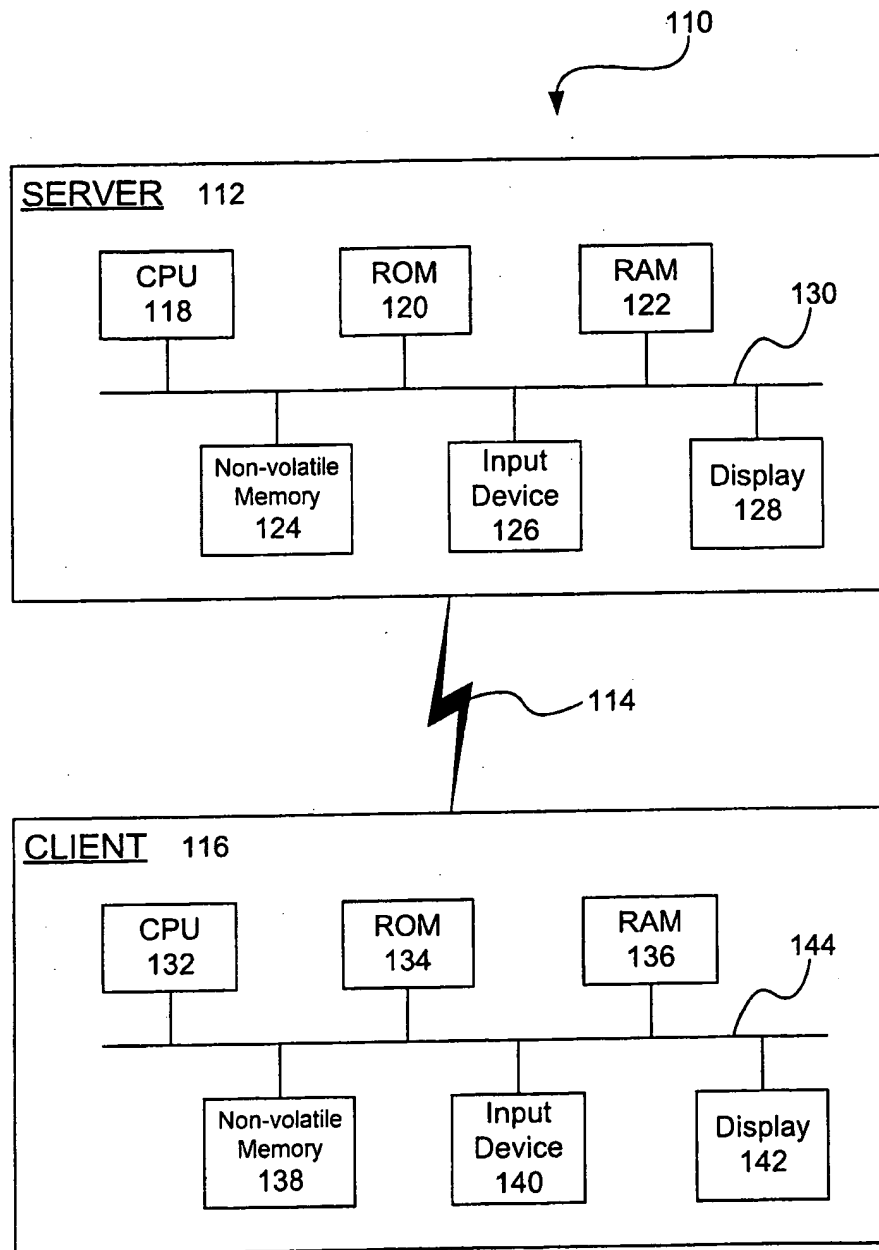 110
SERVER 112
CPU
118
ROM
120
RAM
122
130
Non-volatile
Memory
124
Input
Device
126
Display
128
114
CLIENT 116
CPU
132
ROM
134
RAM
136
144
Non-volatile
Memory
138
Input
Device
140
Display
142